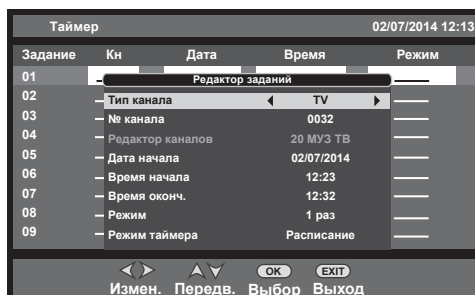 Таймер 02/07/2014 12:13
Задание Кн Дата Время Режим
01
Редактор заданий
02 Тип канала TV
03 № канала 0032
04 Редактор каналов 20 МУЗ ТВ
05 Дата начала 02/07/2014
06 Время начала 12:23
07 Время оконч. 12:32
08 Режим 1 раз
09 Режим таймера Расписание
OK EXIT
Измен. Передв. Выбор Выход